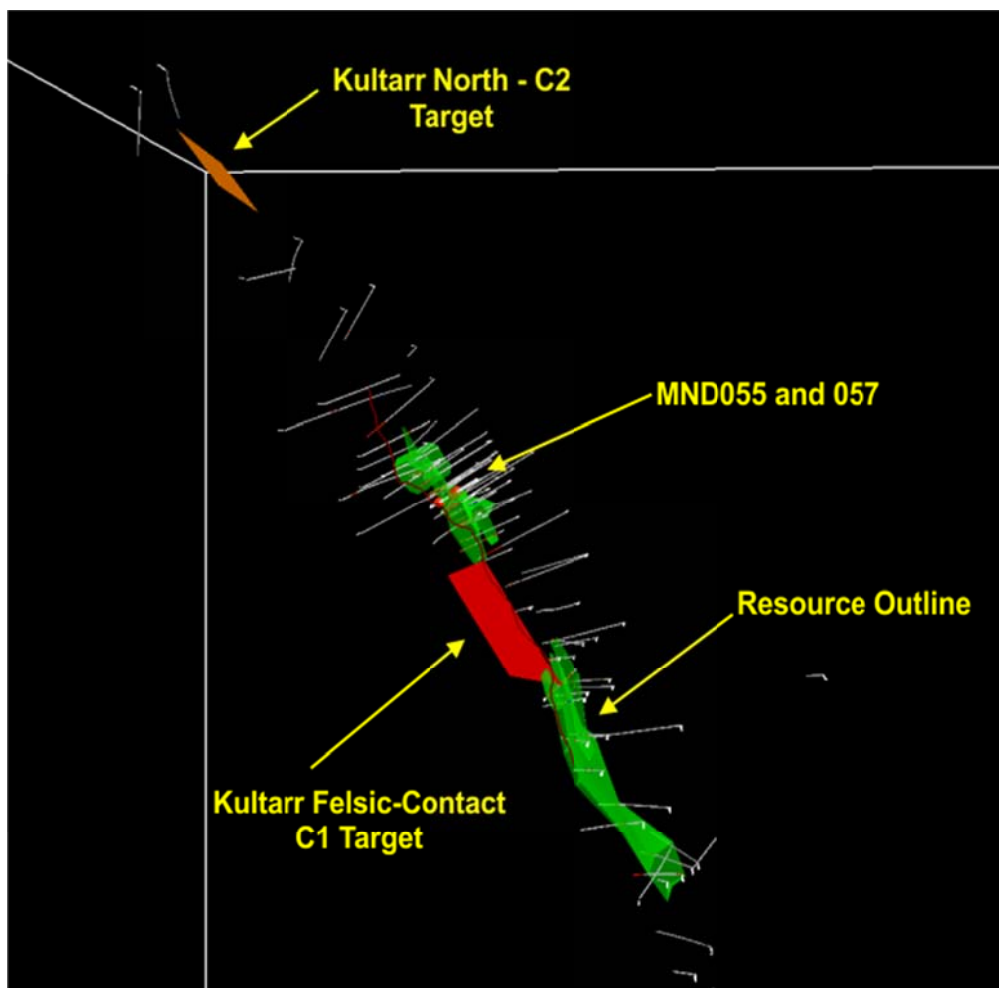 Kultarr North - C2
Target
MND055 and 057
Resource Outline
Kultarr Felsic-Contact
C1 Target